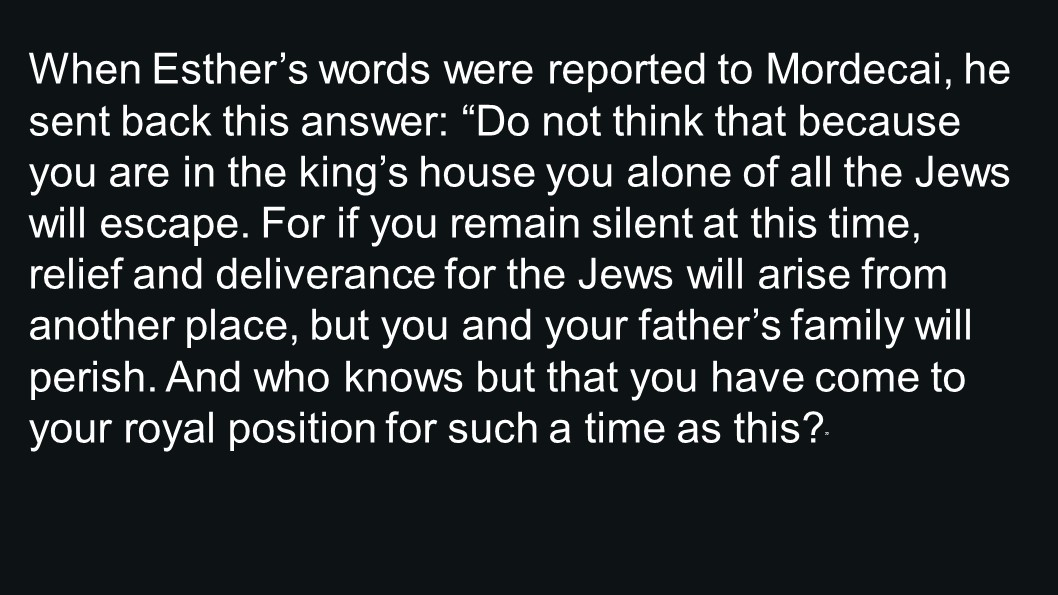 When Esther’s words were reported to Mordecai, he
sent back this answer: “Do not think that because
you are in the king’s house you alone of all the Jews
will escape. For if you remain silent at this time,
relief and deliverance for the Jews will arise from
another place, but you and your father’s family will
perish. And who knows but that you have come to
your royal position for such a time as this?”